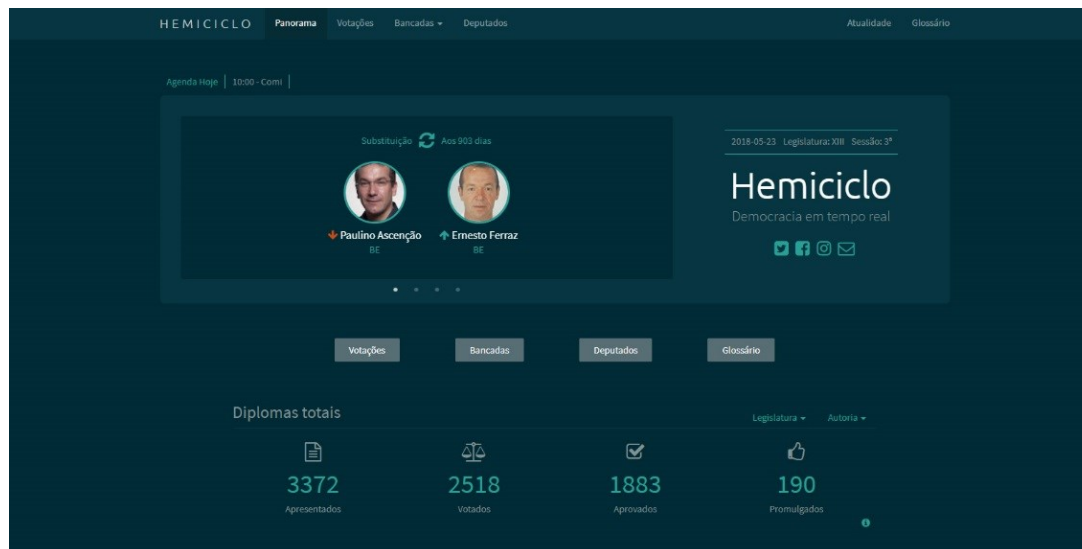 HEMICICLO Panorama Votações Bancadas Deputados Atualidade Glossário
Agenda Hoje | 10:00 - Comi |
Substituição Aos 903 dias
Paulino Ascenção Ernesto Ferraz
BE BE
2018-05-23 Legislatura: XIII Sessão: 3ª
Hemiciclo
Democracia em tempo real
Votações Bancadas Deputados Glossário
Diplomas totais Legislatura Autoria
3372 2518 1883 190
Apresentados Votados Aprovados Promulgados